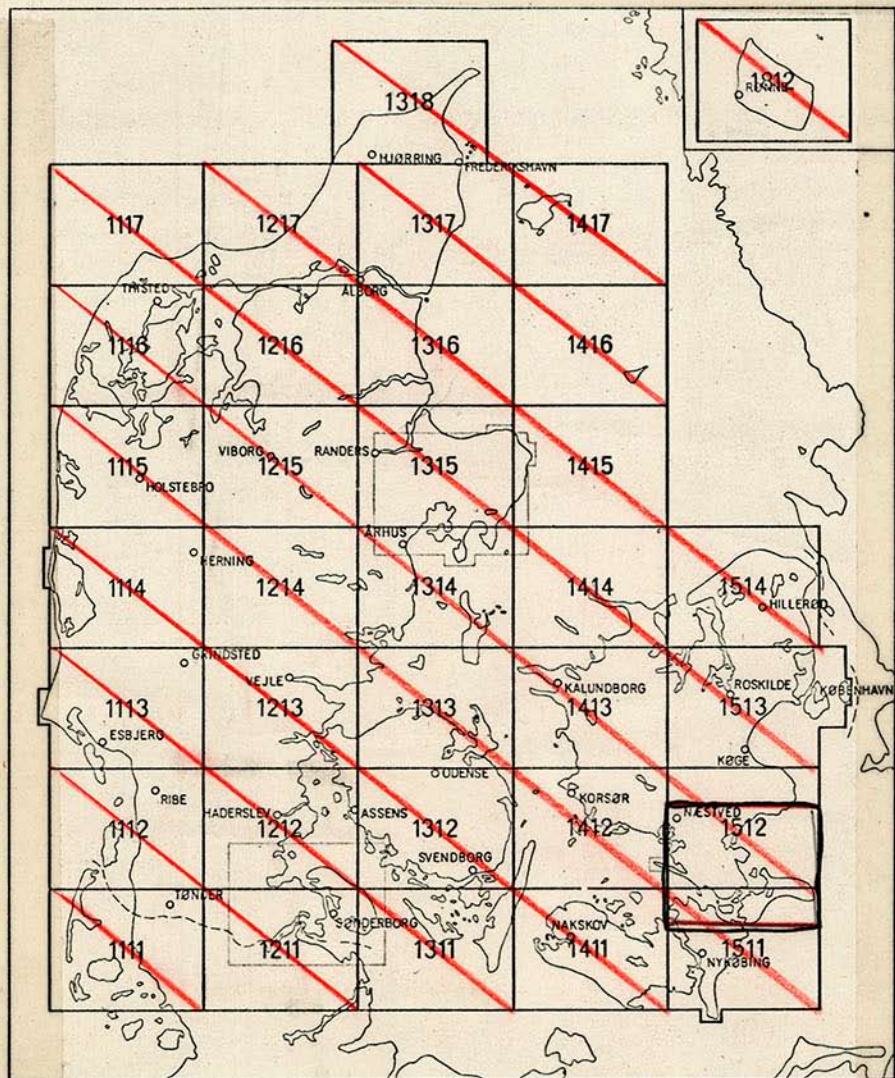 1812
RØNNE
1318
HJØRRING
FREDERIKSHAVN
1117
1217
1317
1417
THISTED
ÅLBORG
1116
1216
1316
1416
VIBORG
RANDERS
1115
1215
1315
1415
HOLSTEBRO
ÅRHUS
HERNING
1114
1214
1314
1414
1514
HILLERØD
GRINDSTED
VEJLE
KALUNDBORG
ROSKILDE
KØBENHAVN
1113
1213
1313
1413
1513
ESBJERG
KØGE
ODENSE
RIBE
KORSØR
HADERSLEV
ASSENS
NÆSTVED
1112
1212
1312
1412
1512
SVENDBORG
TØNDER
SØNDERBORG
NAKSKOV
1111
1211
1311
1411
1511
NYKØBING